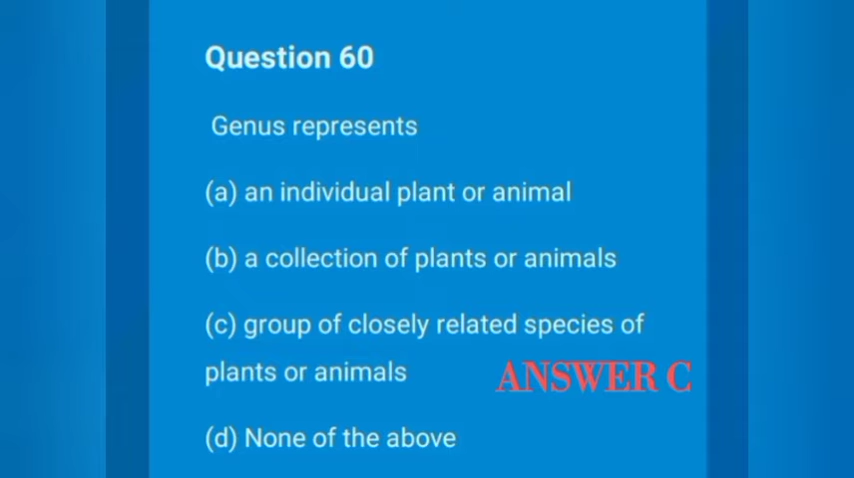 Question 60
Genus represents
(a) an individual plant or animal
(b) a collection of plants or animals
(c) group of closely related species of
plants or animals
ANSWER C
(d) None of the above